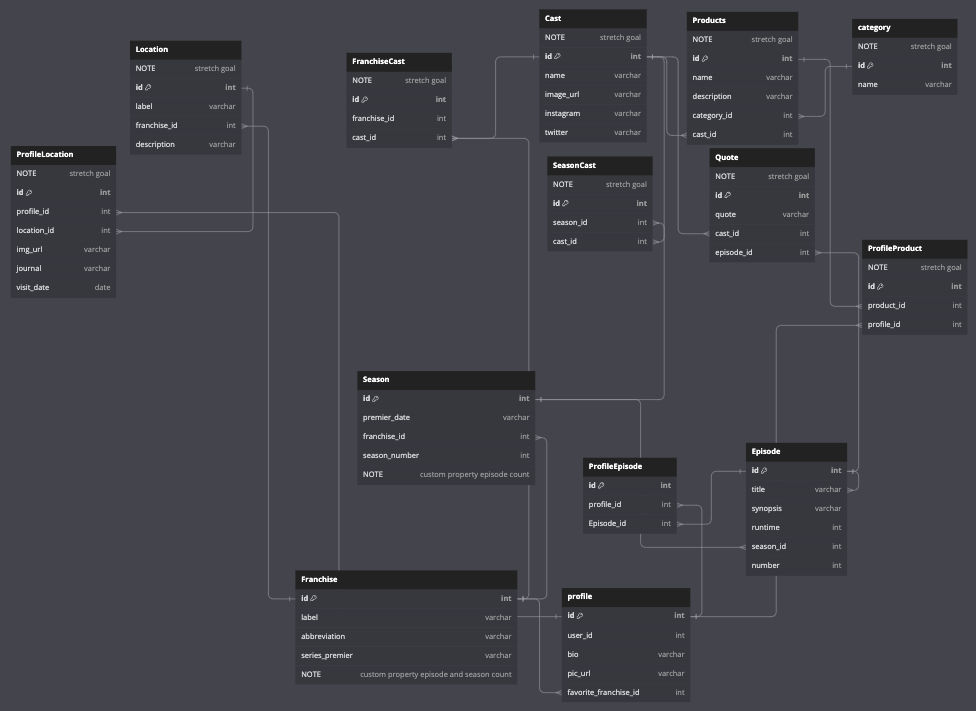 Location
NOTE stretch goal
id int
label varchar
franchise_id int
description varchar
ProfileLocation
NOTE stretch goal
id int
profile_id int
location_id int
img_url varchar
journal varchar
visit_date date
FranchiseCast
NOTE stretch goal
id int
franchise_id int
cast_id int
Cast
NOTE stretch goal
id int
name varchar
image_url varchar
instagram varchar
twitter varchar
SeasonCast
NOTE stretch goal
id int
season_id int
cast_id int
Products
NOTE stretch goal
id int
name varchar
description varchar
category_id int
cast_id int
category
NOTE stretch goal
id int
name varchar
Quote
NOTE stretch goal
id int
quote varchar
cast_id int
episode_id int
ProfileProduct
NOTE stretch goal
id int
product_id int
profile_id int
Season
id int
premier_date varchar
franchise_id int
season_number int
NOTE custom property episode count
ProfileEpisode
id int
profile_id int
Episode_id int
Episode
id int
title varchar
synopsis varchar
runtime int
season_id int
number int
Franchise
id int
label varchar
abbreviation varchar
series_premier varchar
NOTE custom property episode and season count
profile
id int
user_id int
bio varchar
pic_url varchar
favorite_franchise_id int